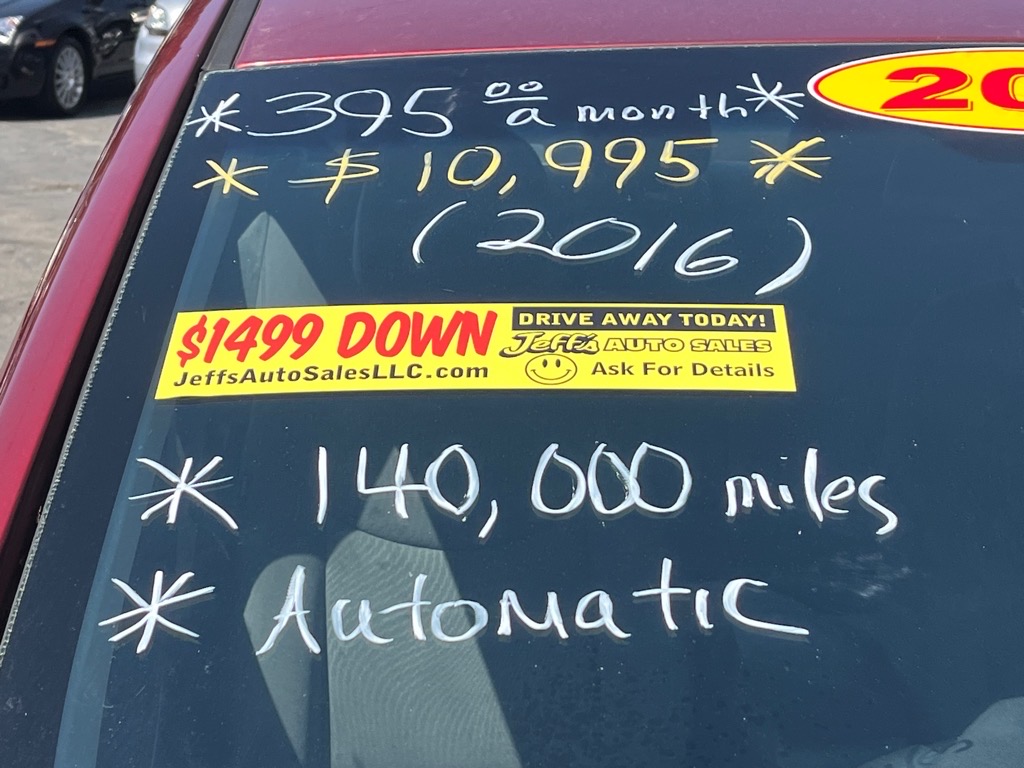 *395 00 a month*
* $10,995 *
(2016)
20
$1499 DOWN
JeffsAutoSalesLLC.com
DRIVE AWAY TODAY!
Jeff's AUTO SALES
Ask For Details
* 140,000 miles
* Automatic